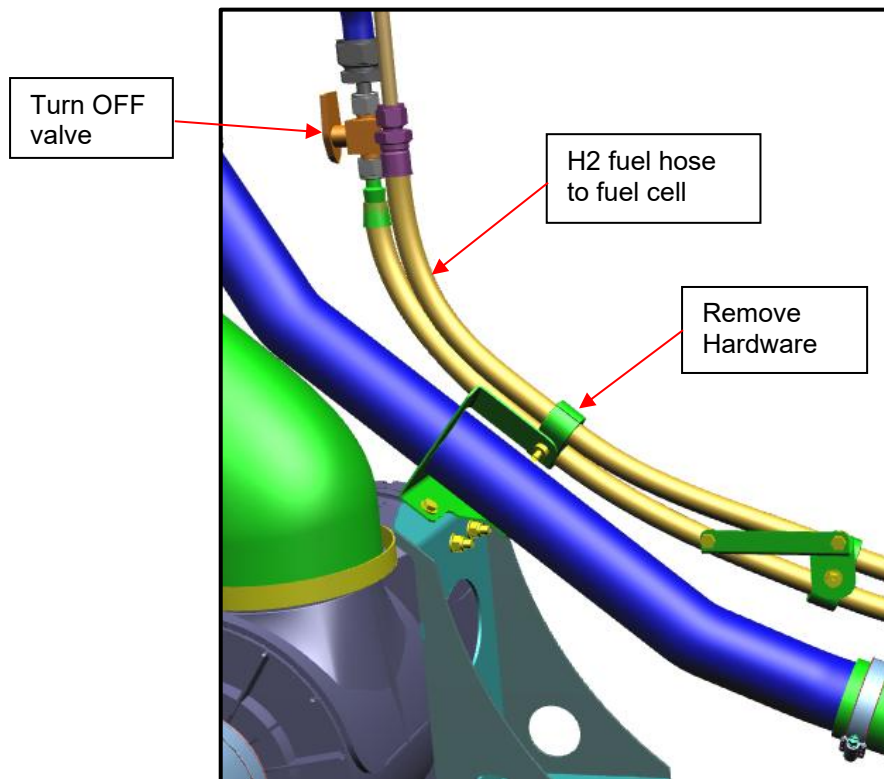 Turn OFF
valve
H2 fuel hose
to fuel cell
Remove
Hardware